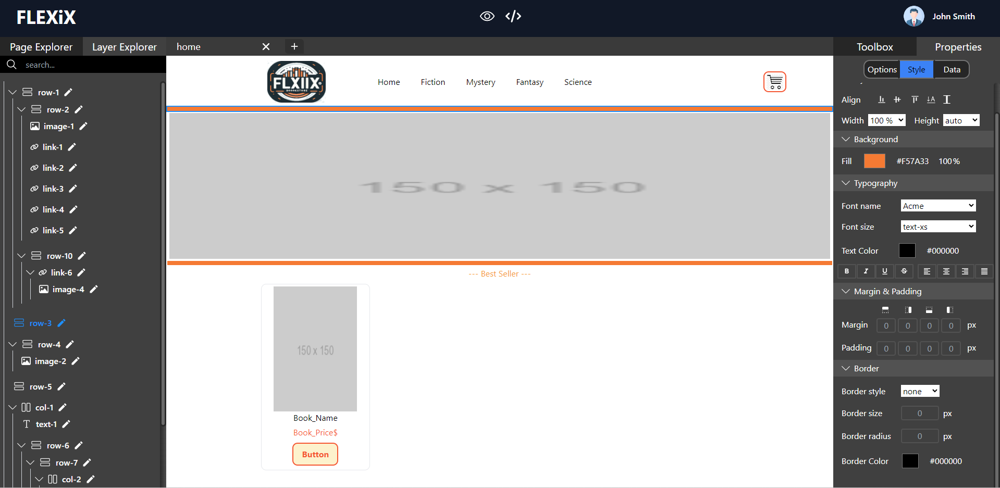 FLEXiX
John Smith
Page Explorer
Layer Explorer
home
Toolbox
Properties
search...
Options
Style
Data
row-1
row-2
image-1
link-1
link-2
link-3
link-4
link-5
row-10
link-6
image-4
row-3
row-4
image-2
row-5
col-1
text-1
row-6
row-7
col-2
FLXIIX
BOOOKSTORE
Home
Fiction
Mystery
Fantasy
Science
150 x 150
--- Best Seller ---
150 x 150
Book_Name
Book_Price$
Button
Align
Width 100 % Height auto
Background
Fill #F57A33 100%
Typography
Font name Acme
Font size text-xs
Text Color #000000
B I U S
Margin & Padding
Margin 0 0 0 0 px
Padding 0 0 0 0 px
Border
Border style none
Border size 0 px
Border radius 0 px
Border Color #000000